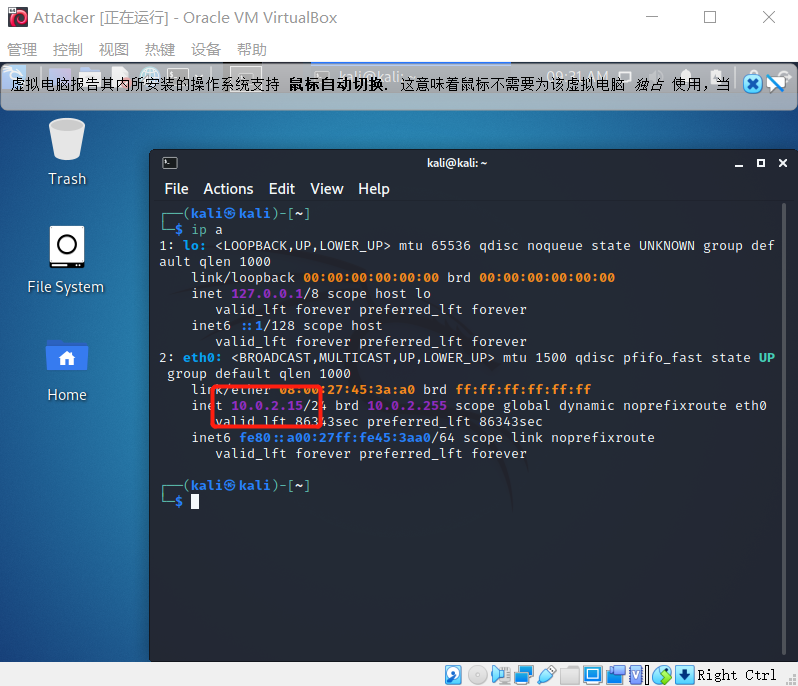 Attacker [正在运行] - Oracle VM VirtualBox
管理 控制 视图 热键 设备 帮助
虚拟电脑报告其内所安装的操作系统支持 鼠标自动切换. 这意味着鼠标不需要为该虚拟电脑 独占 使用，当
Trash
File System
Home
kali@kali: ~
File Actions Edit View Help
┌──(kali㉿kali)-[~]
└─$ ip a
1: lo: <LOOPBACK,UP,LOWER_UP> mtu 65536 qdisc noqueue state UNKNOWN group def
ault qlen 1000
link/loopback 00:00:00:00:00:00 brd 00:00:00:00:00:00
inet 127.0.0.1/8 scope host lo
valid_lft forever preferred_lft forever
inet6 ::1/128 scope host
valid_lft forever preferred_lft forever
2: eth0: <BROADCAST,MULTICAST,UP,LOWER_UP> mtu 1500 qdisc pfifo_fast state UP
group default qlen 1000
link/ether 08:00:27:45:3a:a0 brd ff:ff:ff:ff:ff:ff
inet 10.0.2.15/24 brd 10.0.2.255 scope global dynamic noprefixroute eth0
valid_lft 86343sec preferred_lft 86343sec
inet6 fe80::a00:27ff:fe45:3aa0/64 scope link noprefixroute
valid_lft forever preferred_lft forever
┌──(kali㉿kali)-[~]
└─$
Right Ctrl